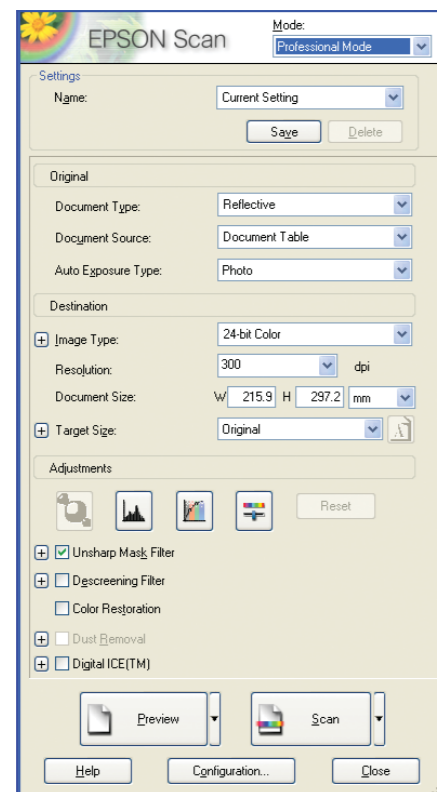 EPSON Scan
Mode:
Professional Mode
Settings
Name: Current Setting
Save Delete
Original
Document Type: Reflective
Document Source: Document Table
Auto Exposure Type: Photo
Destination
Image Type: 24-bit Color
Resolution: 300 dpi
Document Size: W 215.9 H 297.2 mm
Target Size: Original A
Adjustments
Reset
Unsharp Mask Filter
Descreening Filter
Color Restoration
Dust Removal
Digital ICE(TM)
Preview Scan
Help Configuration... Close